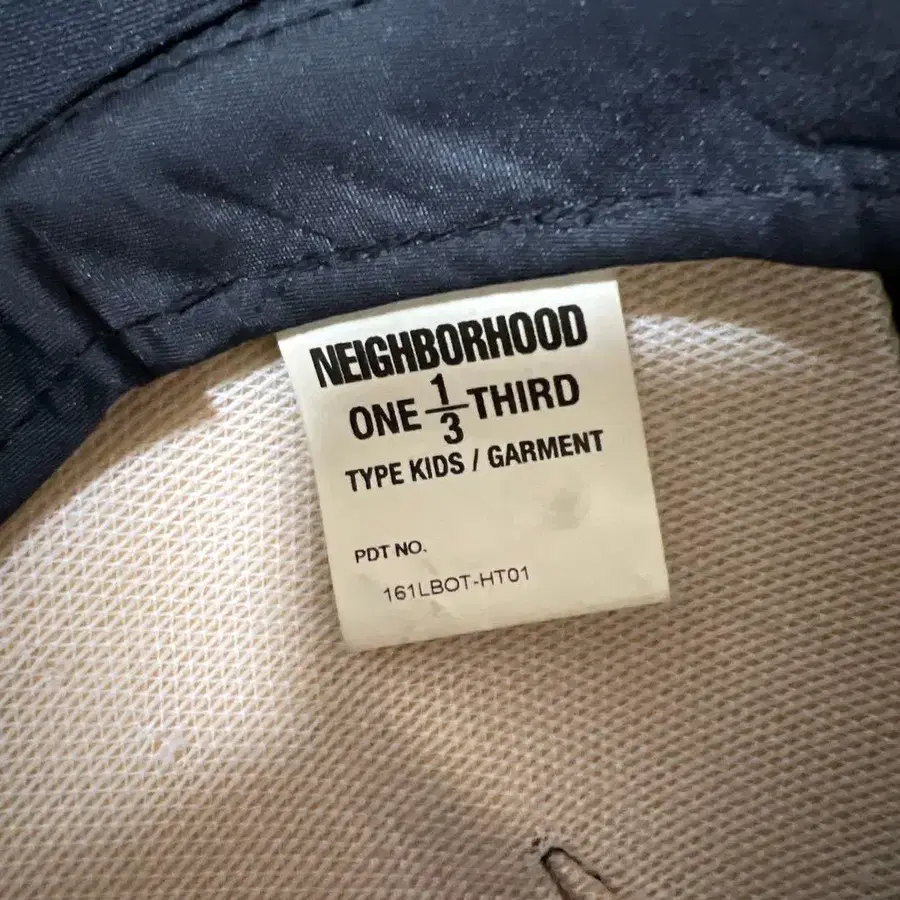 NEIGHBORHOOD
ONE 1/3 THIRD
TYPE KIDS / GARMENT
PDT NO.
161LBOT-HT01